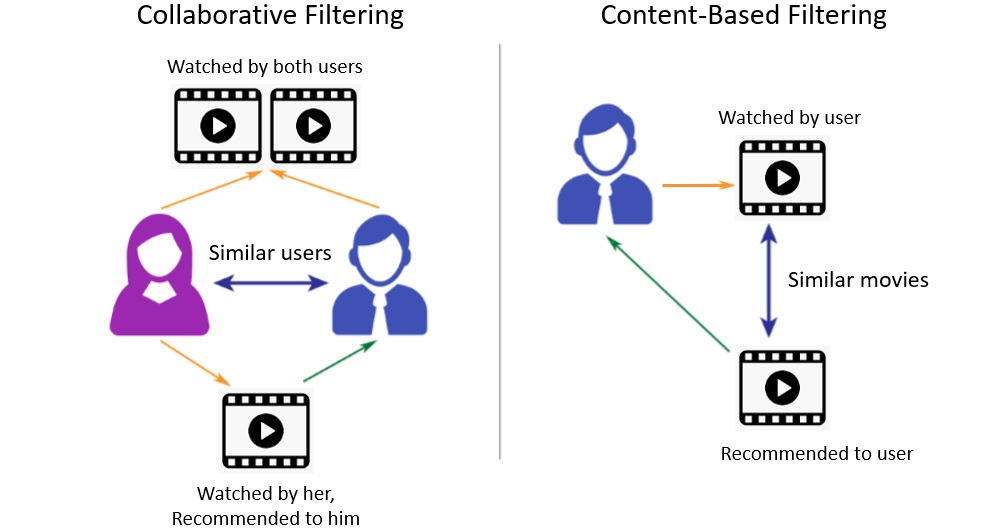 Collaborative Filtering
Watched by both users
Similar users
Watched by her,
Recommended to him
Content-Based Filtering
Watched by user
Similar movies
Recommended to user